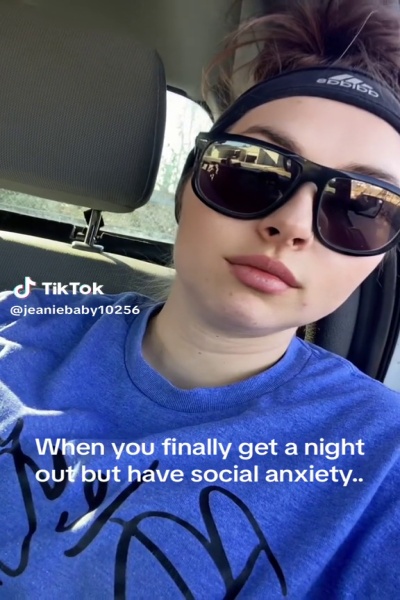 adidas
TikTok
@jeaniebaby10256
When you finally get a night
out but have social anxiety..